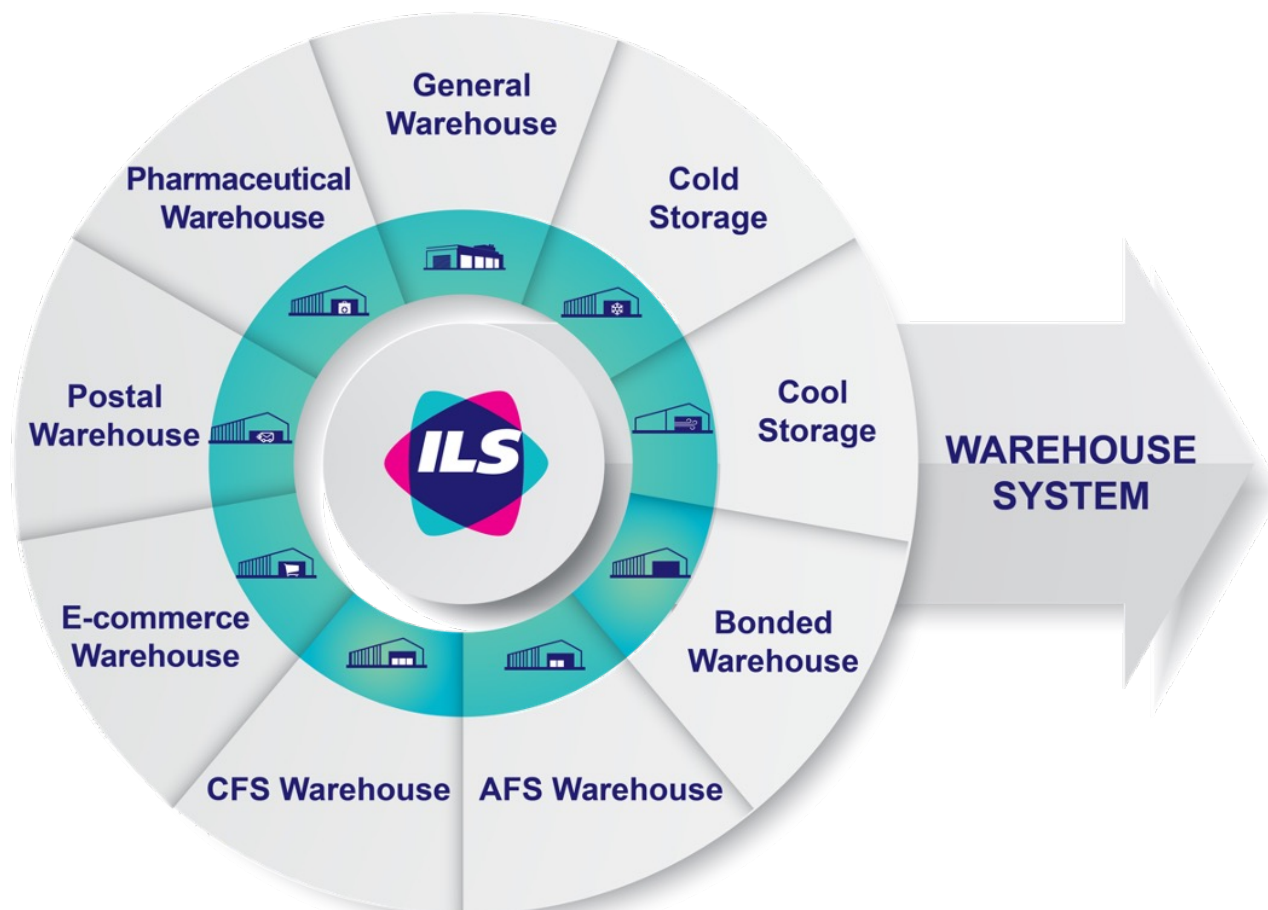 General
Warehouse
Cold
Storage
Cool
Storage
Bonded
Warehouse
AFS Warehouse
CFS Warehouse
E-commerce
Warehouse
Postal
Warehouse
Pharmaceutical
Warehouse
ILS
WAREHOUSE
SYSTEM